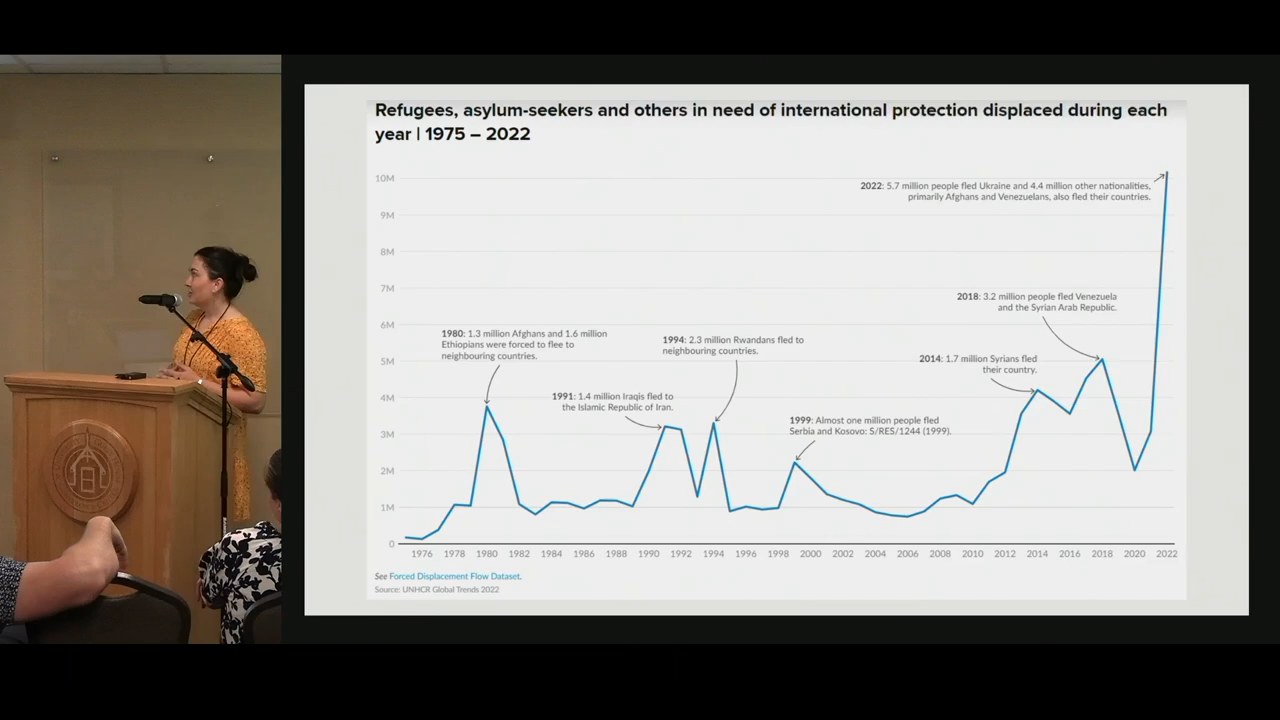 Refugees, asylum-seekers and others in need of international protection displaced during each
year | 1975 – 2022
10M
9M
8M
7M
6M
5M
4M
3M
2M
1M
0
2022: 5.7 million people fled Ukraine and 4.4 million other nationalities,
primarily Afghans and Venezuelans, also fled their countries.
2018: 3.2 million people fled Venezuela
and the Syrian Arab Republic.
1980: 1.3 million Afghans and 1.6 million
Ethiopians were forced to flee to
neighbouring countries.
1994: 2.3 million Rwandans fled to
neighbouring countries.
2014: 1.7 million Syrians fled
their country.
1991: 1.4 million Iraqis fled to
the Islamic Republic of Iran.
1999: Almost one million people fled
Serbia and Kosovo: S/RES/1244 (1999).
1976 1978 1980 1982 1984 1986 1988 1990 1992 1994 1996 1998 2000 2002 2004 2006 2008 2010 2012 2014 2016 2018 2020 2022
See Forced Displacement Flow Dataset.
Source: UNHCR Global Trends 2022